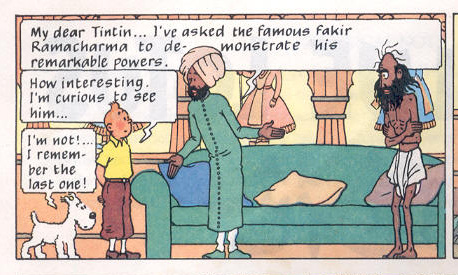 My dear Tintin... I've asked the famous fakir
Ramacharma to de- monstrate his
remarkable powers.
How interesting.
I'm curious to see
him...
I'm not!...
I remem-
ber the
last one!